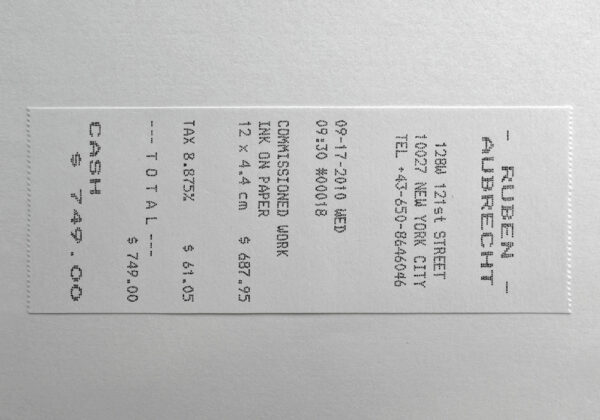 - RUBEN -
AUBRECHT
128W 121st STREET
10027 NEW YORK CITY
TEL +43-650-8646046
09-17-2010 WED
09:30 #00018
COMMISSIONED WORK
INK ON PAPER
12 x 4.4 cm $ 687.95
TAX 8.875% $ 61.05
--- T O T A L ---
$ 749.00
CASH
$ 749.00